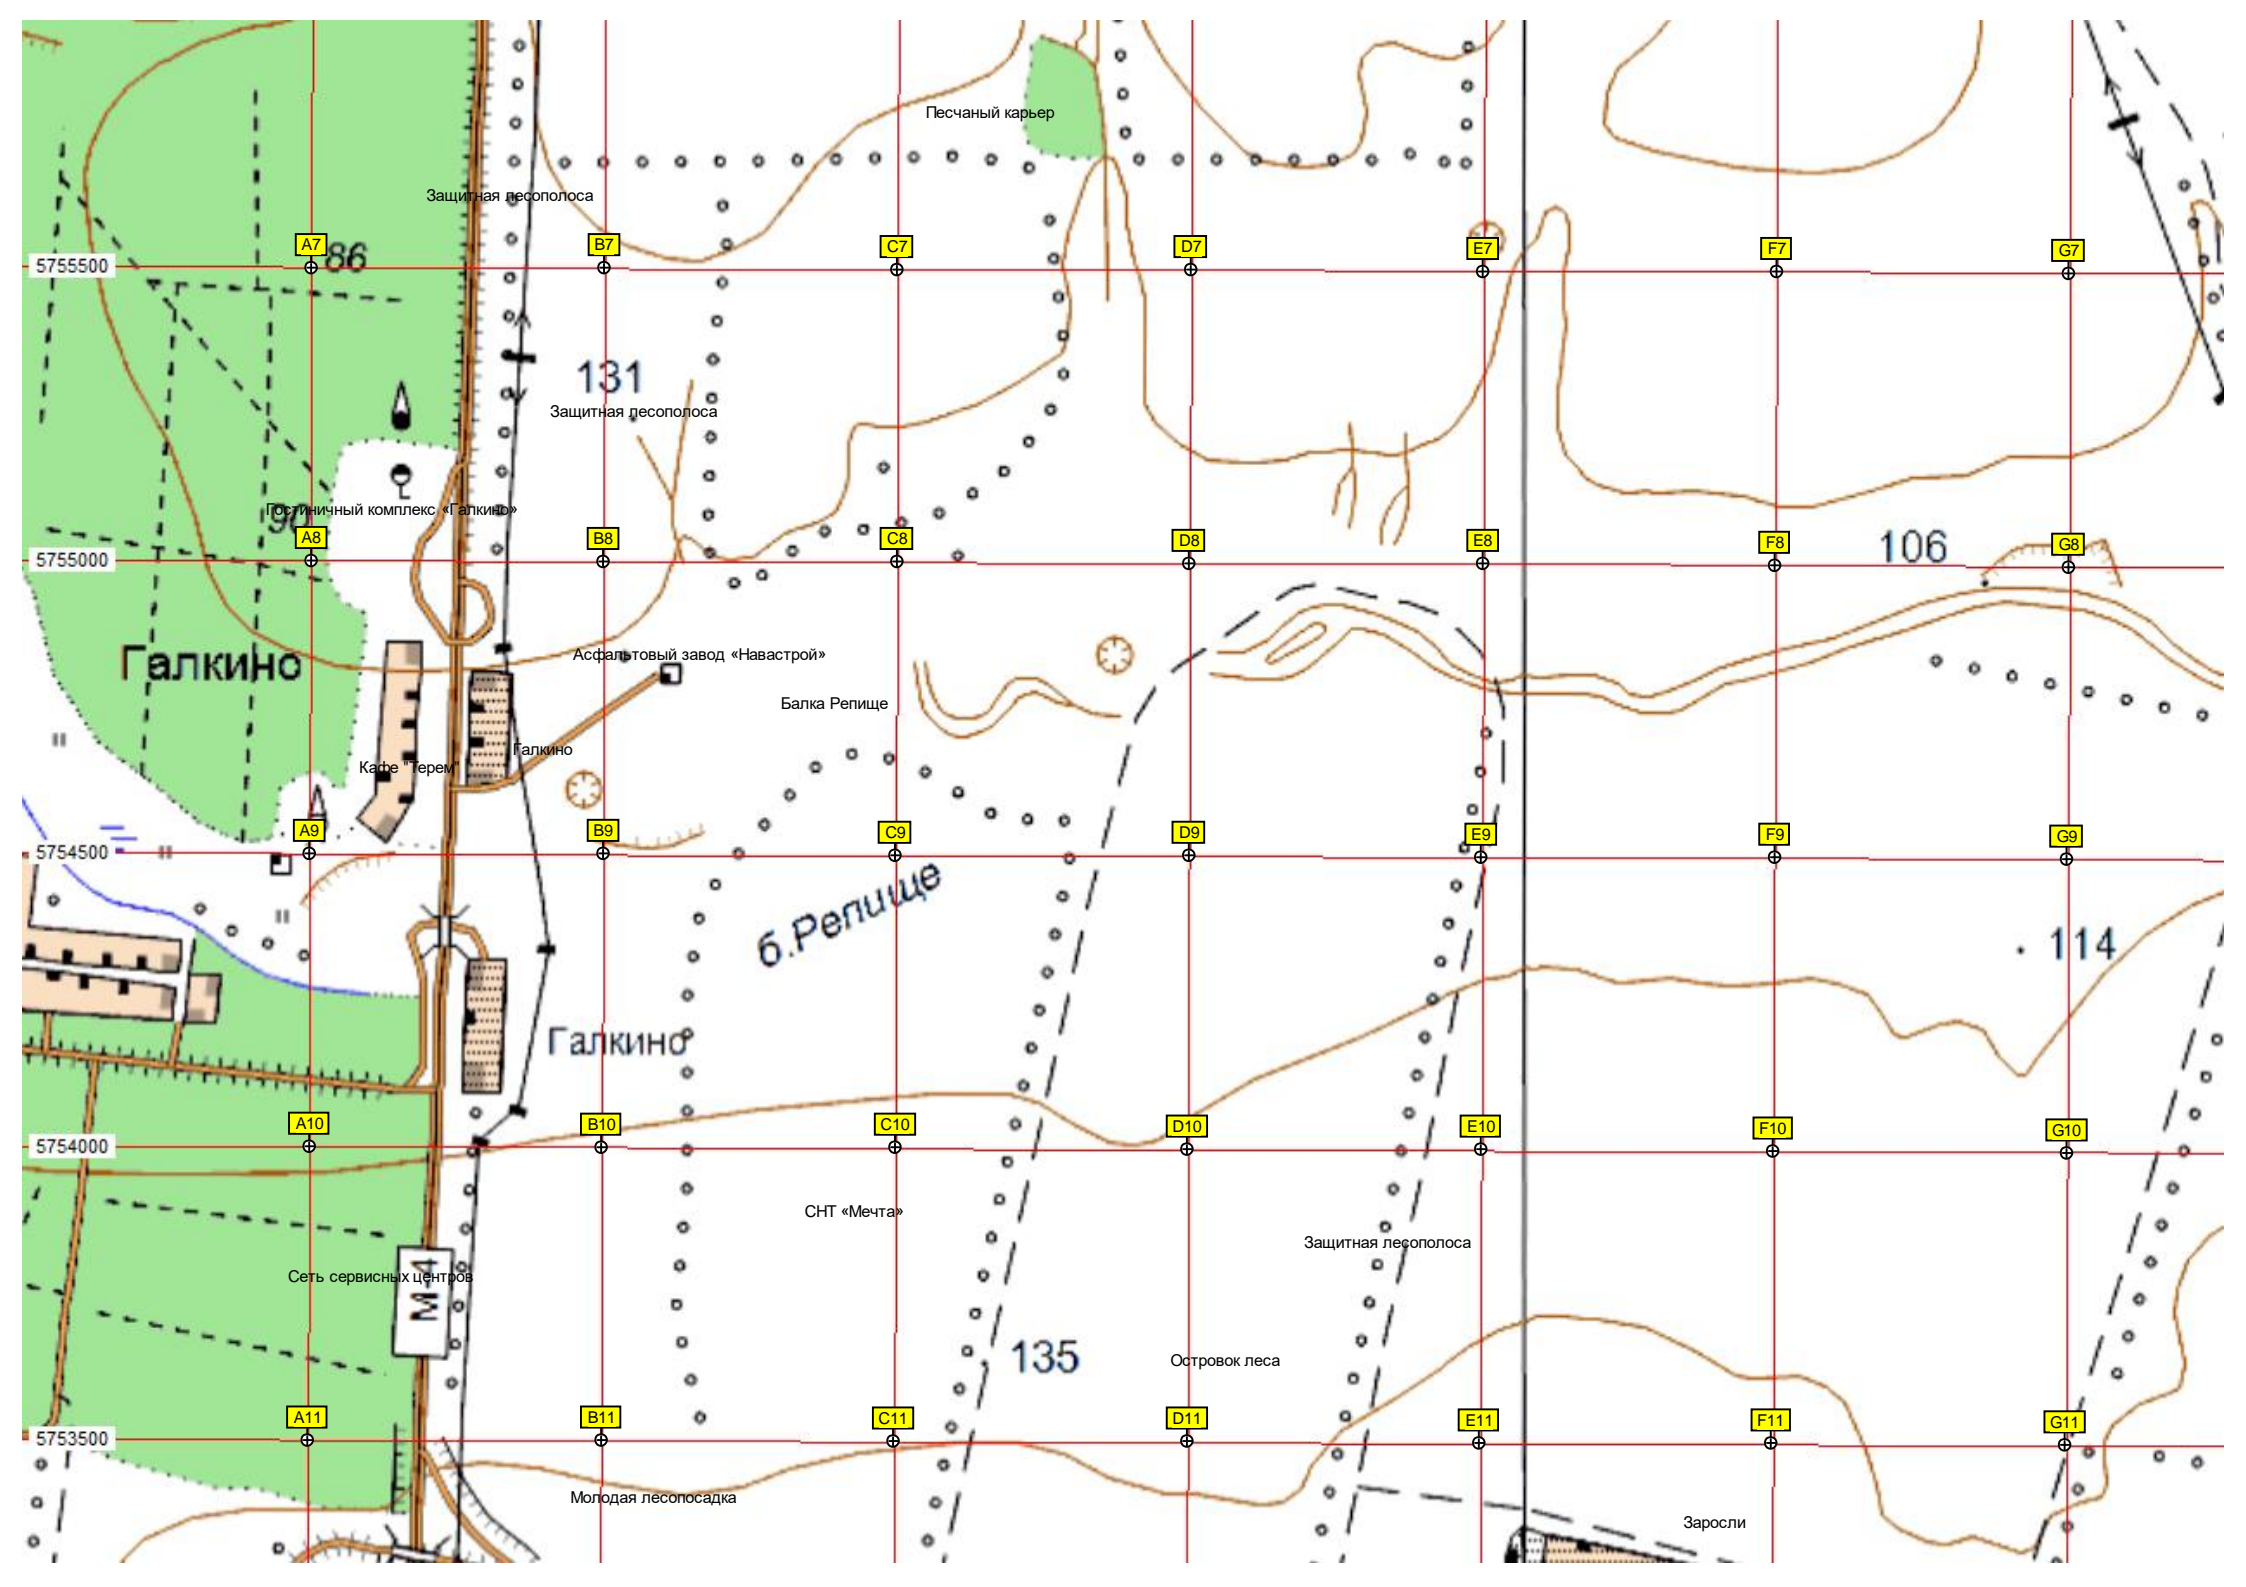 Песчаный карьер
Защитная лесополоса
A7
86
B7
C7
D7
E7
F7
G7
5755500
131
Защитная лесополоса
Гостиничный комплекс «Галкино»
90
A8
B8
C8
D8
E8
F8
106
G8
5755000
Галкино
Асфальтовый завод «Навастрой»
Балка Репище
Галкино
Кафе "Терем"
A9
B9
C9
D9
E9
F9
G9
5754500
б.Репище
114
Галкино
A10
B10
C10
D10
E10
F10
G10
5754000
СНТ «Мечта»
Защитная лесополоса
Сеть сервисных центров
М-4
135
Островок леса
A11
B11
C11
D11
E11
F11
G11
5753500
Молодая лесопосадка
Заросли